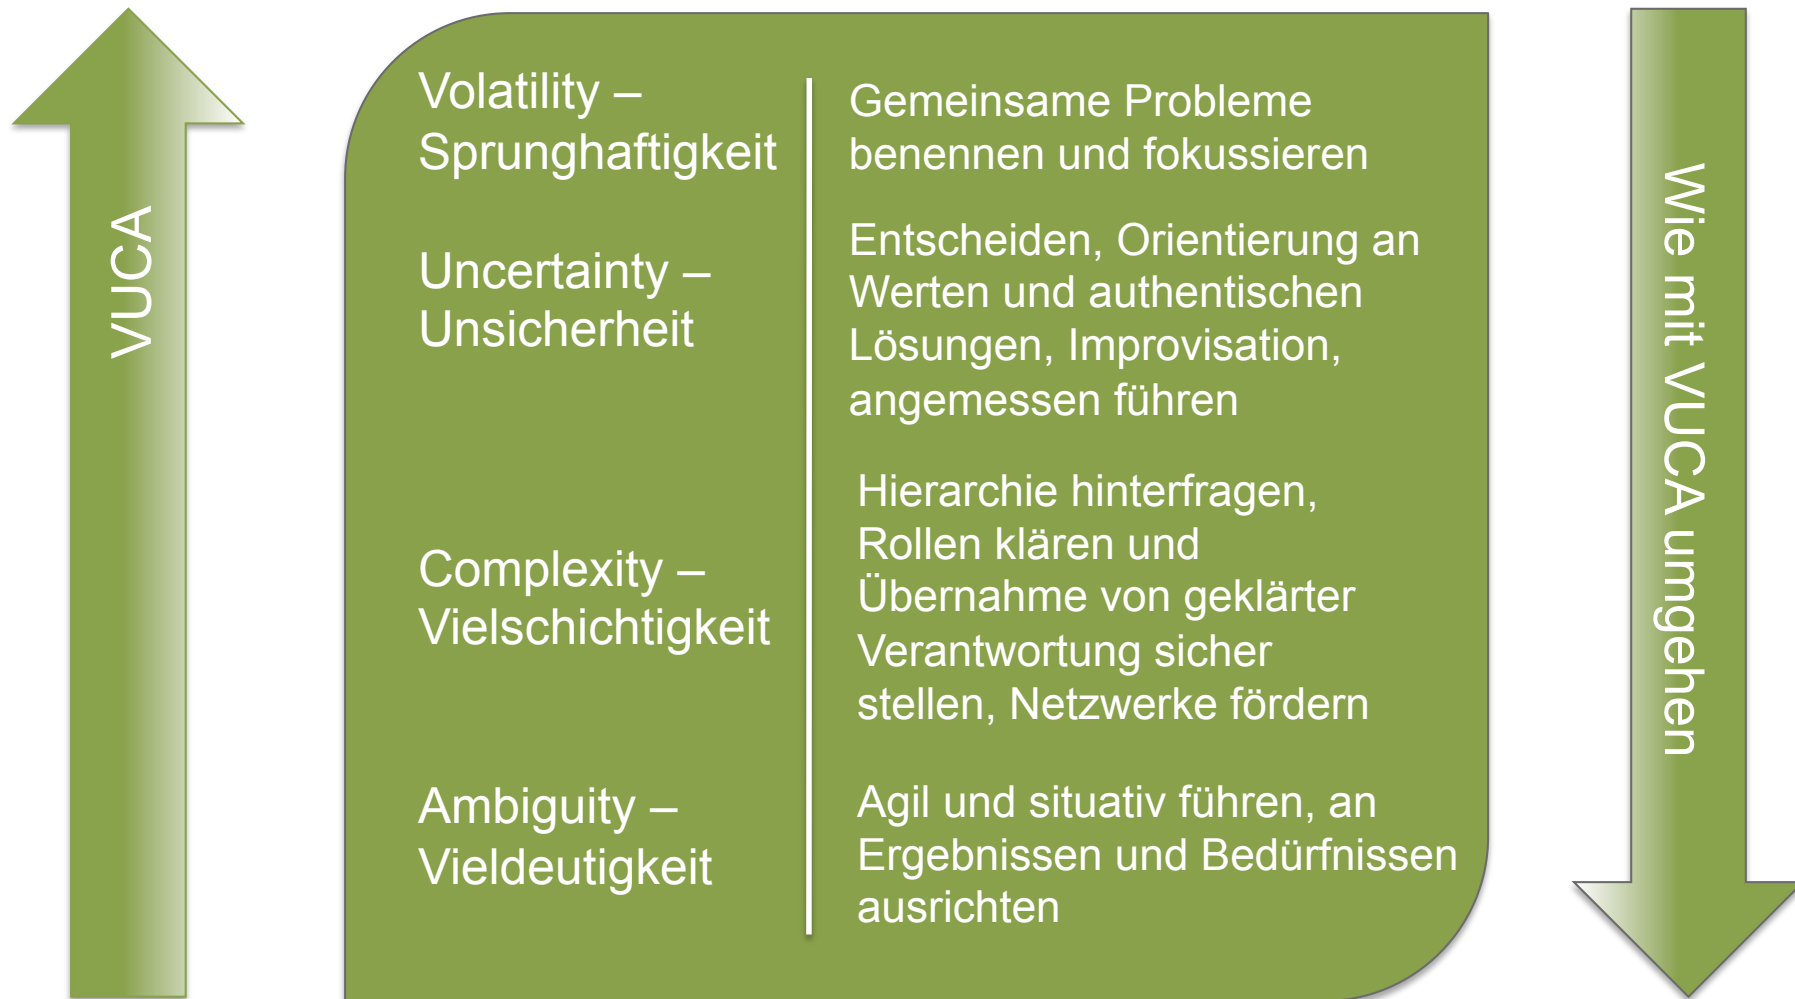 VUCA
Volatility –
Sprunghaftigkeit
Gemeinsame Probleme
benennen und fokussieren
Uncertainty –
Unsicherheit
Entscheiden, Orientierung an
Werten und authentischen
Lösungen, Improvisation,
angemessen führen
Complexity –
Vielschichtigkeit
Hierarchie hinterfragen,
Rollen klären und
Übernahme von geklärter
Verantwortung sicher
stellen, Netzwerke fördern
Ambiguity –
Vieldeutigkeit
Agil und situativ führen, an
Ergebnissen und Bedürfnissen
ausrichten
Wie mit VUCA umgehen